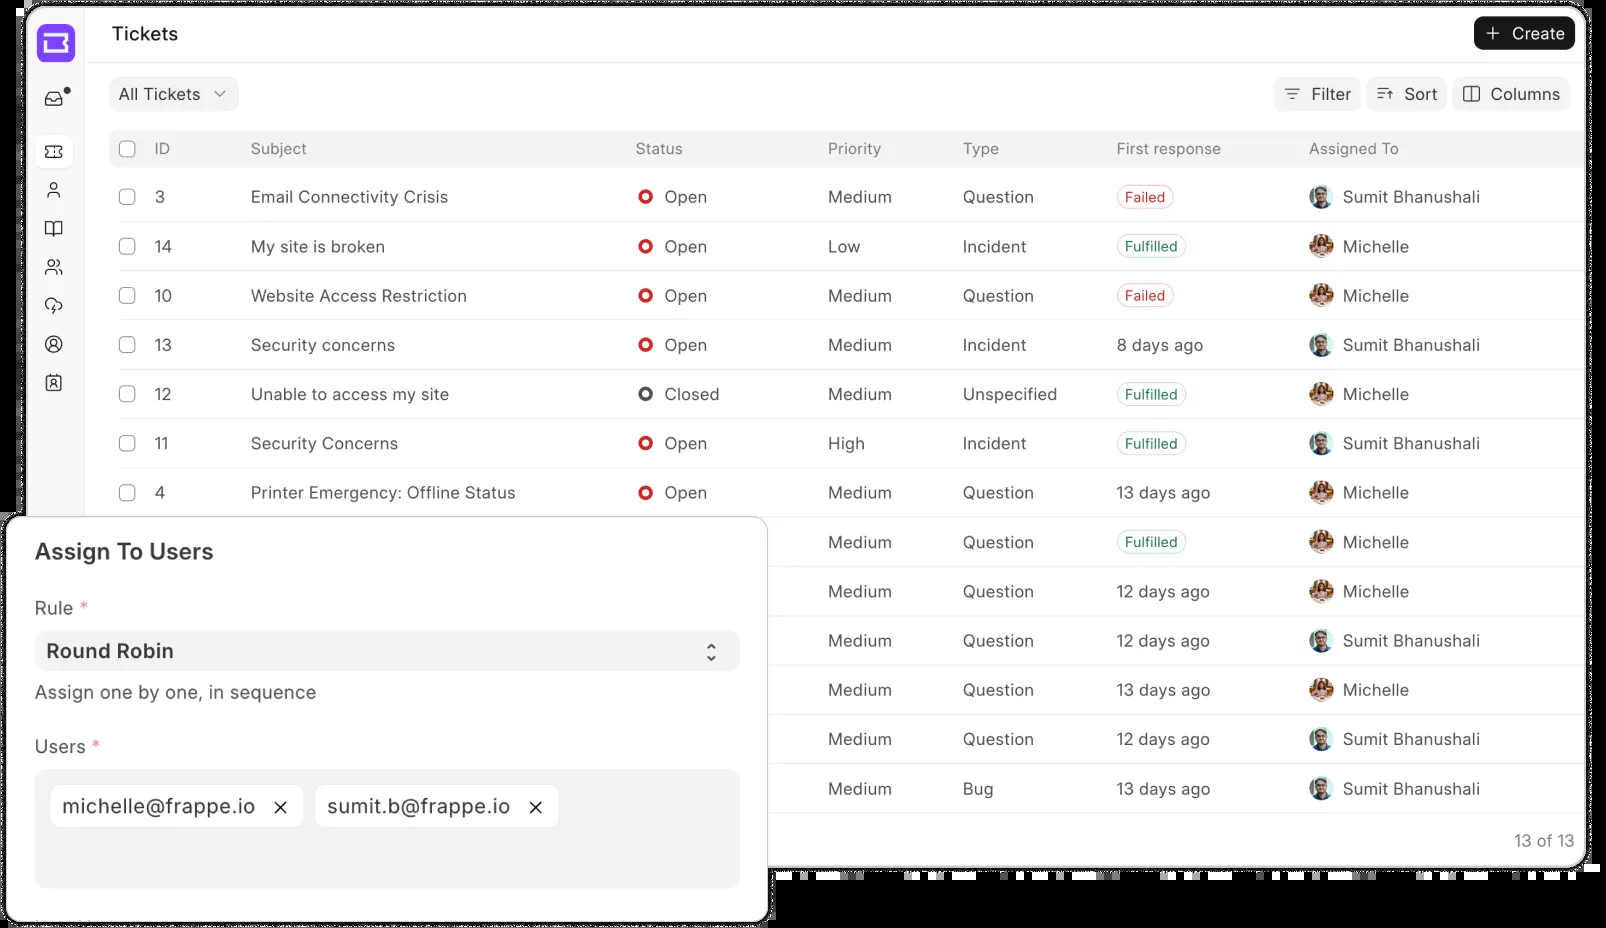 Tickets
+ Create
All Tickets
Filter Sort Columns
ID Subject Status Priority Type First response Assigned To
3 Email Connectivity Crisis Open Medium Question Failed Sumit Bhanushali
14 My site is broken Open Low Incident Fulfilled Michelle
10 Website Access Restriction Open Medium Question Failed Michelle
13 Security concerns Open Medium Incident 8 days ago Sumit Bhanushali
12 Unable to access my site Closed Medium Unspecified Fulfilled Michelle
11 Security Concerns Open High Incident Fulfilled Sumit Bhanushali
4 Printer Emergency: Offline Status Open Medium Question 13 days ago Michelle
Medium Question Fulfilled Michelle
Medium Question 12 days ago Michelle
Medium Question 12 days ago Sumit Bhanushali
Medium Question 13 days ago Michelle
Medium Question 12 days ago Sumit Bhanushali
Medium Bug 13 days ago Sumit Bhanushali
13 of 13
Assign To Users
Rule *
Round Robin
Assign one by one, in sequence
Users *
michelle@frappe.io × sumit.b@frappe.io ×